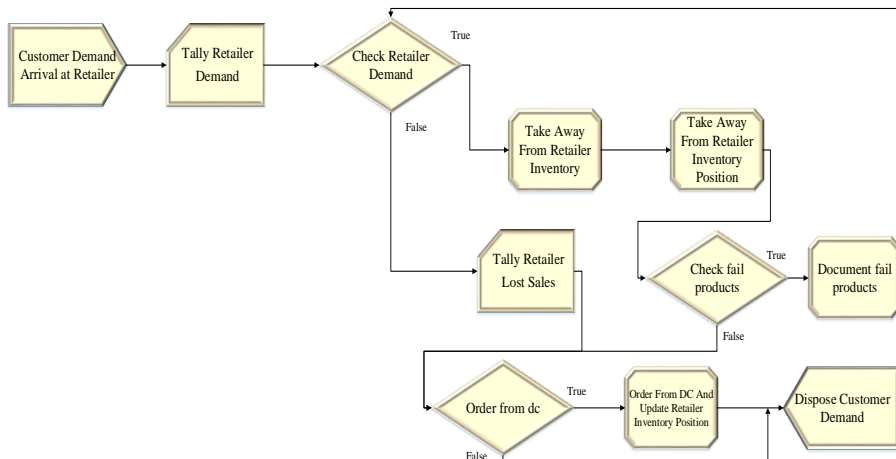 Customer Demand
Arrival at Retailer
Tally Retailer
Demand
Check Retailer
Demand
True
False
Take Away
From Retailer
Inventory
Take Away
From Retailer
Inventory
Position
Tally Retailer
Lost Sales
Check fail
products
True
False
Document fail
products
Order from dc
True
False
Order From DC And
Update Retailer
Inventory Position
Dispose Customer
Demand